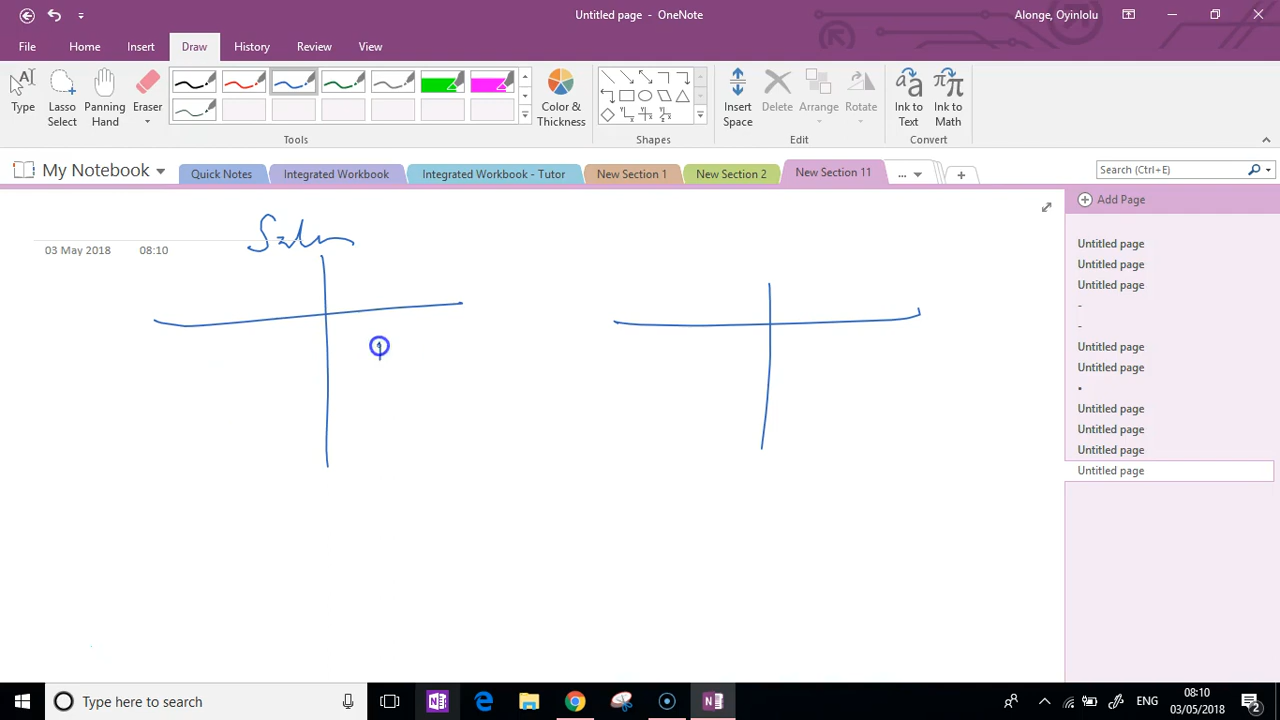 Untitled page - OneNote
Alonge, Oyinlolu
File
Home
Insert
Draw
History
Review
View
Type
Lasso Select
Panning Hand
Eraser
Color & Thickness
Insert Space
Delete
Arrange
Rotate
Ink to Text
Ink to Math
Tools
Shapes
Edit
Convert
My Notebook
Quick Notes
Integrated Workbook
Integrated Workbook - Tutor
New Section 1
New Section 2
New Section 11
...
Search (Ctrl+E)
Add Page
03 May 2018
08:10
Untitled page
Untitled page
Untitled page
-
-
Untitled page
Untitled page
Untitled page
Untitled page
Untitled page
Untitled page
Type here to search
ENG
08:10
03/05/2018
2